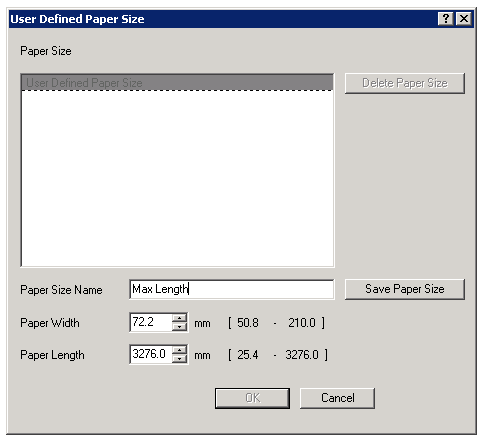 User Defined Paper Size
Paper Size
User Defined Paper Size
Delete Paper Size
Paper Size Name
Max Length
Save Paper Size
Paper Width 72.2 mm [ 50.8 - 210.0 ]
Paper Length 3276.0 mm [ 25.4 - 3276.0 ]
OK Cancel